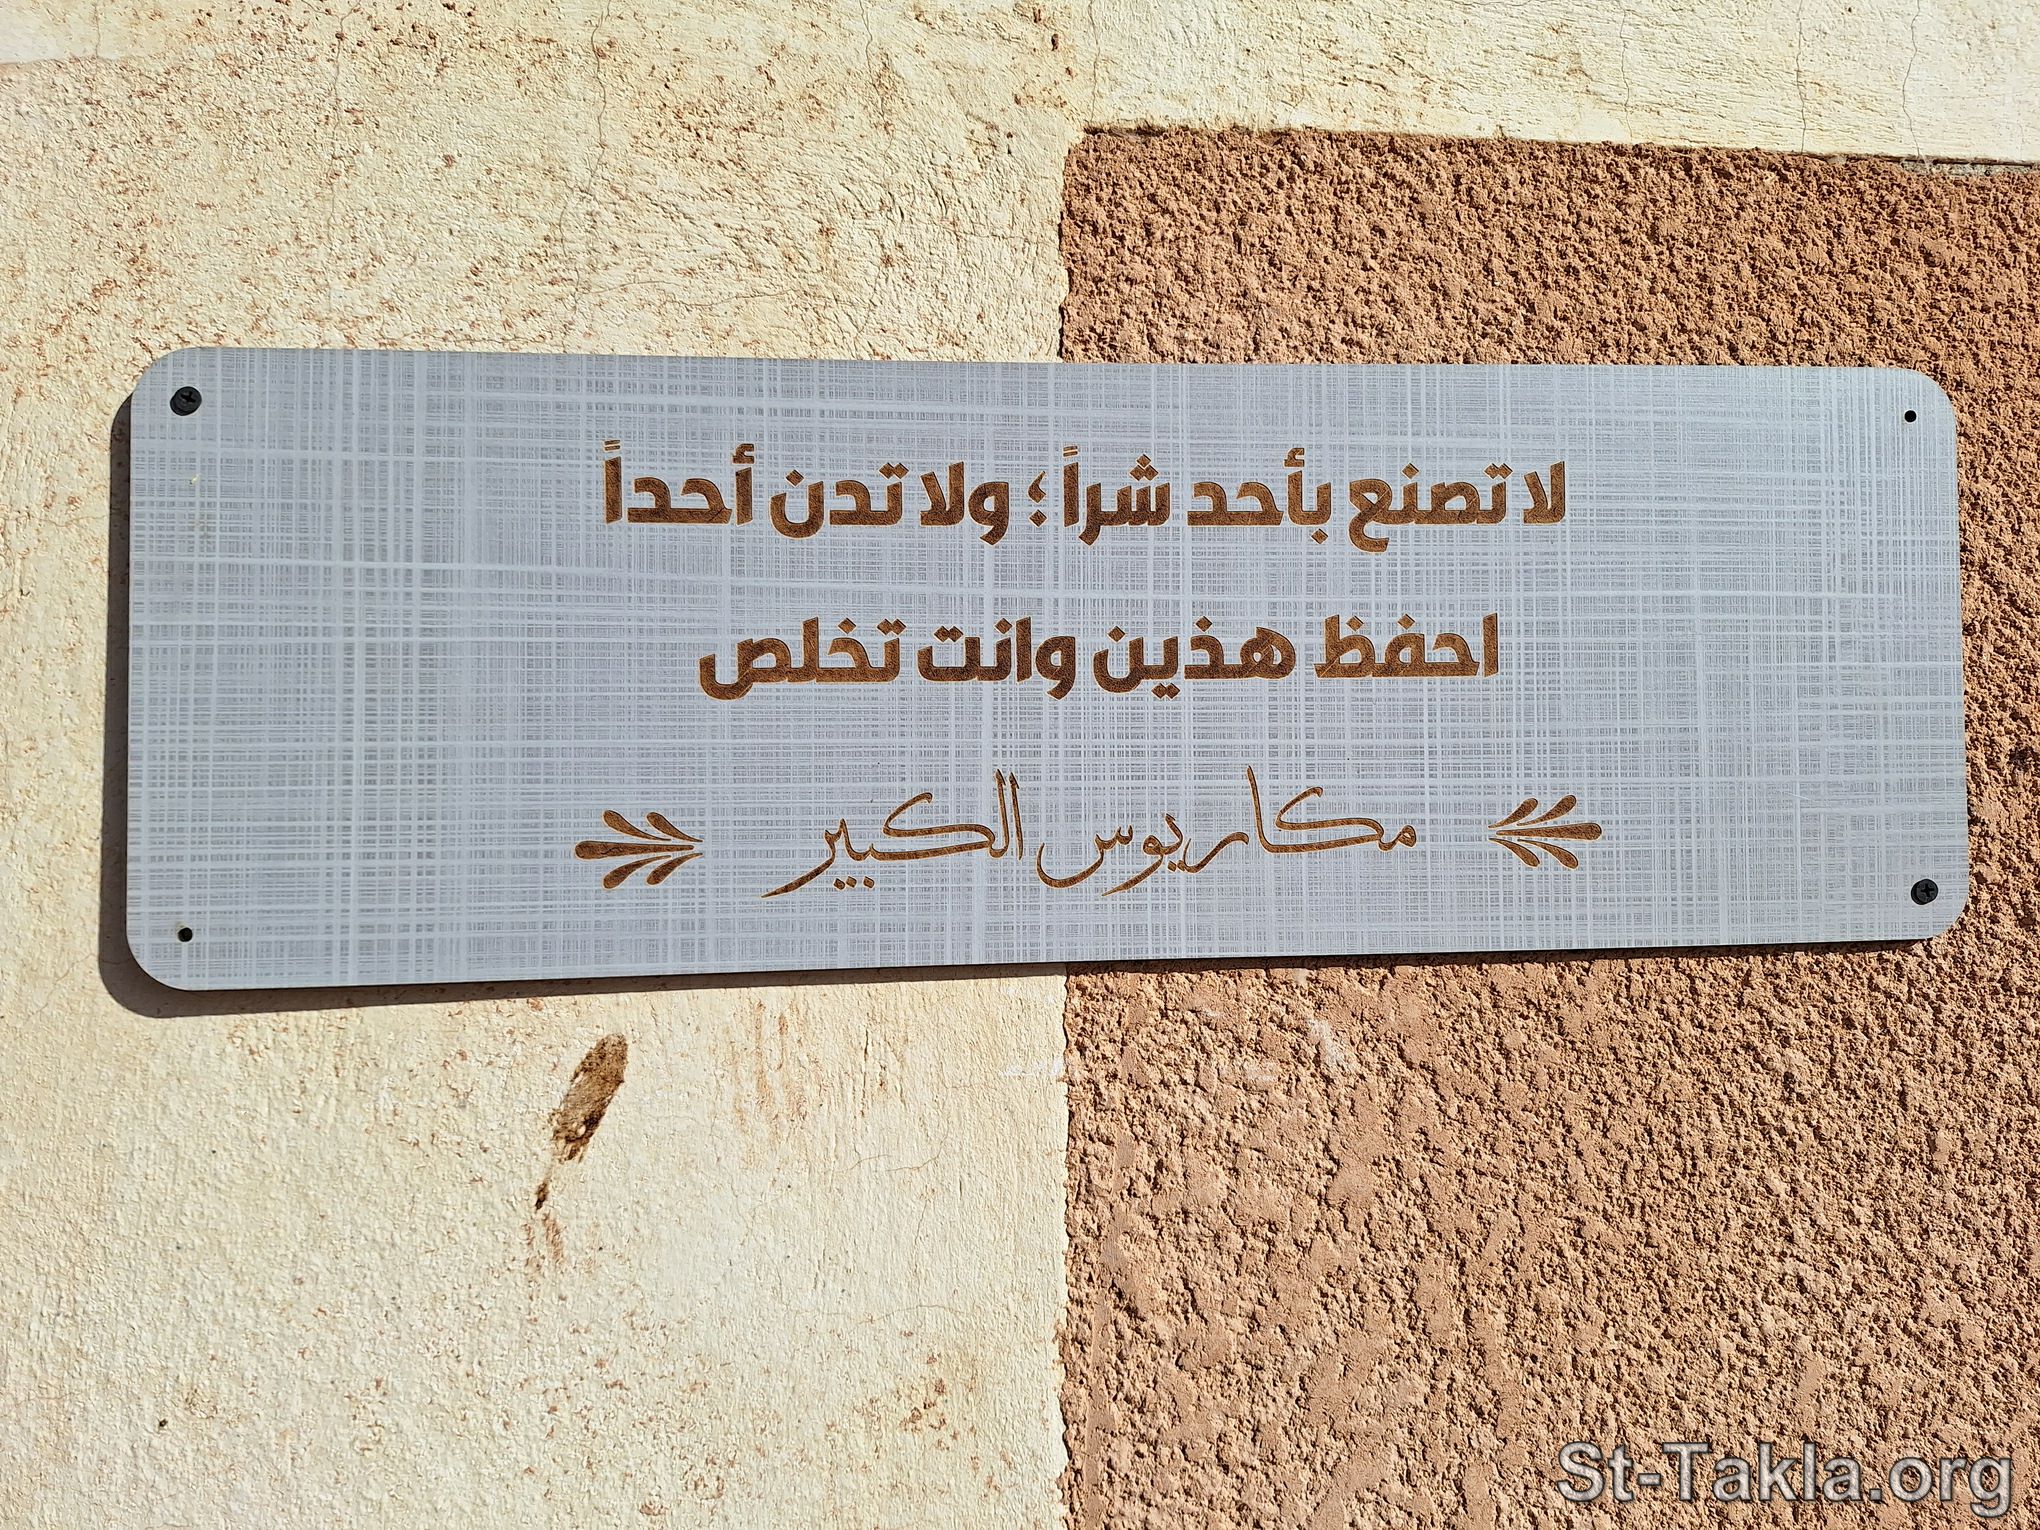 لا تصنع بأحد شراً؛ ولا تدن أحداً
احفظ هذين وانت تخلص
مكاريوس الكبير
St-Takla.org